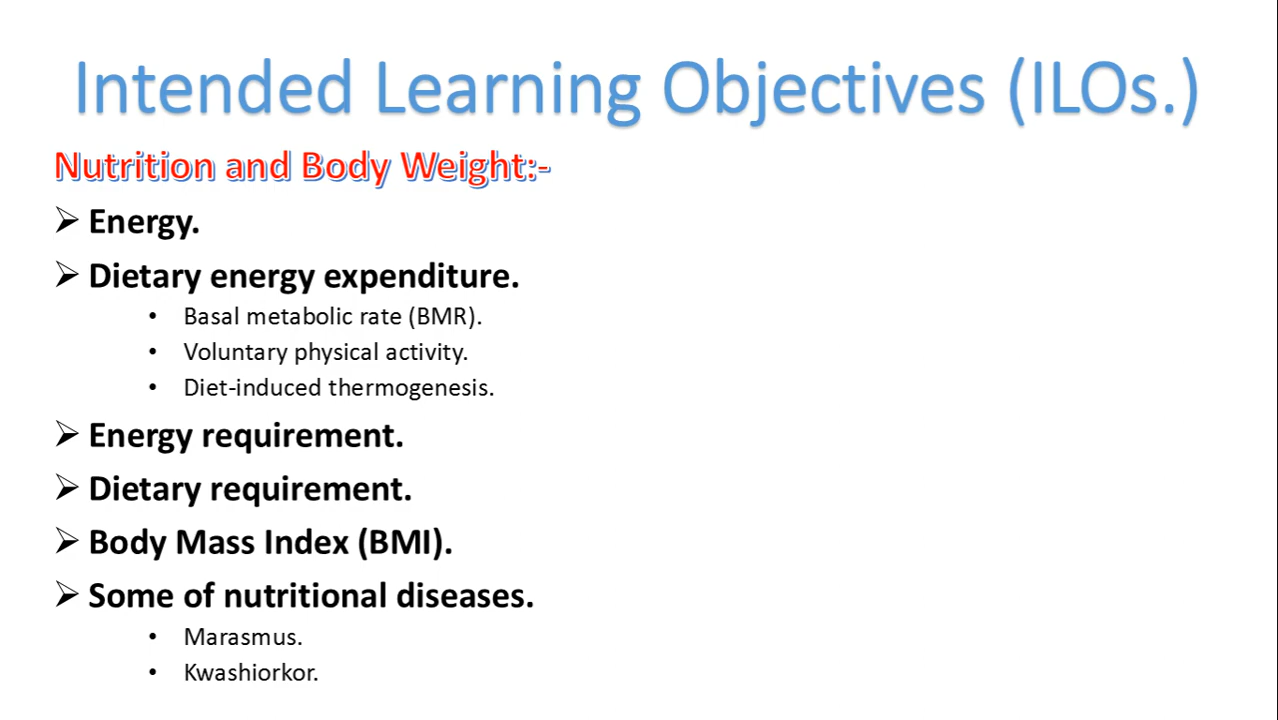 Intended Learning Objectives (ILOs.)
Nutrition and Body Weight:-
➢ Energy.
➢ Dietary energy expenditure.
• Basal metabolic rate (BMR).
• Voluntary physical activity.
• Diet-induced thermogenesis.
➢ Energy requirement.
➢ Dietary requirement.
➢ Body Mass Index (BMI).
➢ Some of nutritional diseases.
• Marasmus.
• Kwashiorkor.